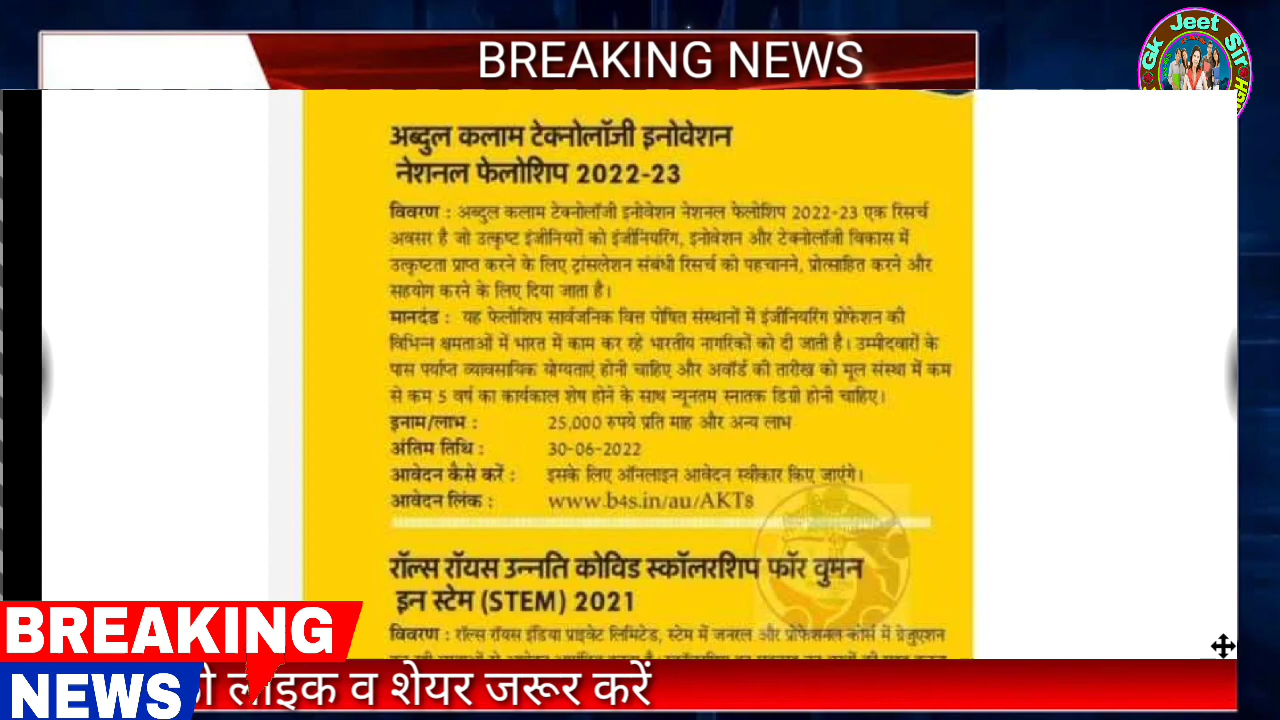 BREAKING NEWS
Gk Jeet Sir
अब्दुल कलाम टेक्नोलॉजी इनोवेशन
नेशनल फेलोशिप 2022-23
विवरण : अब्दुल कलाम टेक्नोलॉजी इनोवेशन नेशनल फेलोशिप 2022-23 एक रिसर्च
अवसर है जो उत्कृष्ट इंजीनियरों को इंजीनियरिंग, इनोवेशन और टेक्नोलॉजी विकास में
उत्कृष्टता प्राप्त करने के लिए ट्रांसलेशन संबंधी रिसर्च को पहचानने, प्रोत्साहित करने और
सहयोग करने के लिए दिया जाता है।
मानदंड : यह फेलोशिप सार्वजनिक वित्त पोषित संस्थानों में इंजीनियरिंग प्रोफेशन की
विभिन्न क्षमताओं में भारत में काम कर रहे भारतीय नागरिकों को दी जाती है। उम्मीदवारों के
पास पर्याप्त व्यावसायिक योग्यताएं होनी चाहिए और अवॉर्ड की तारीख को मूल संस्था में कम
से कम 5 वर्ष का कार्यकाल शेष होने के साथ न्यूनतम स्नातक डिग्री होनी चाहिए।
इनाम/लाभ : 25,000 रुपये प्रति माह और अन्य लाभ
अंतिम तिथि : 30-06-2022
आवेदन कैसे करें : इसके लिए ऑनलाइन आवेदन स्वीकार किए जाएंगे।
आवेदन लिंक : www.b4s.in/au/AKT8
रॉल्स रॉयस उन्नति कोविड स्कॉलरशिप फॉर वुमन
इन स्टेम (STEM) 2021
विवरण : रॉल्स रॉयस इंडिया प्राइवेट लिमिटेड, स्टेम में जनरल और प्रोफेशनल कोर्स में ग्रेजुएशन
BREAKING
NEWS
लाइक व शेयर जरूर करें